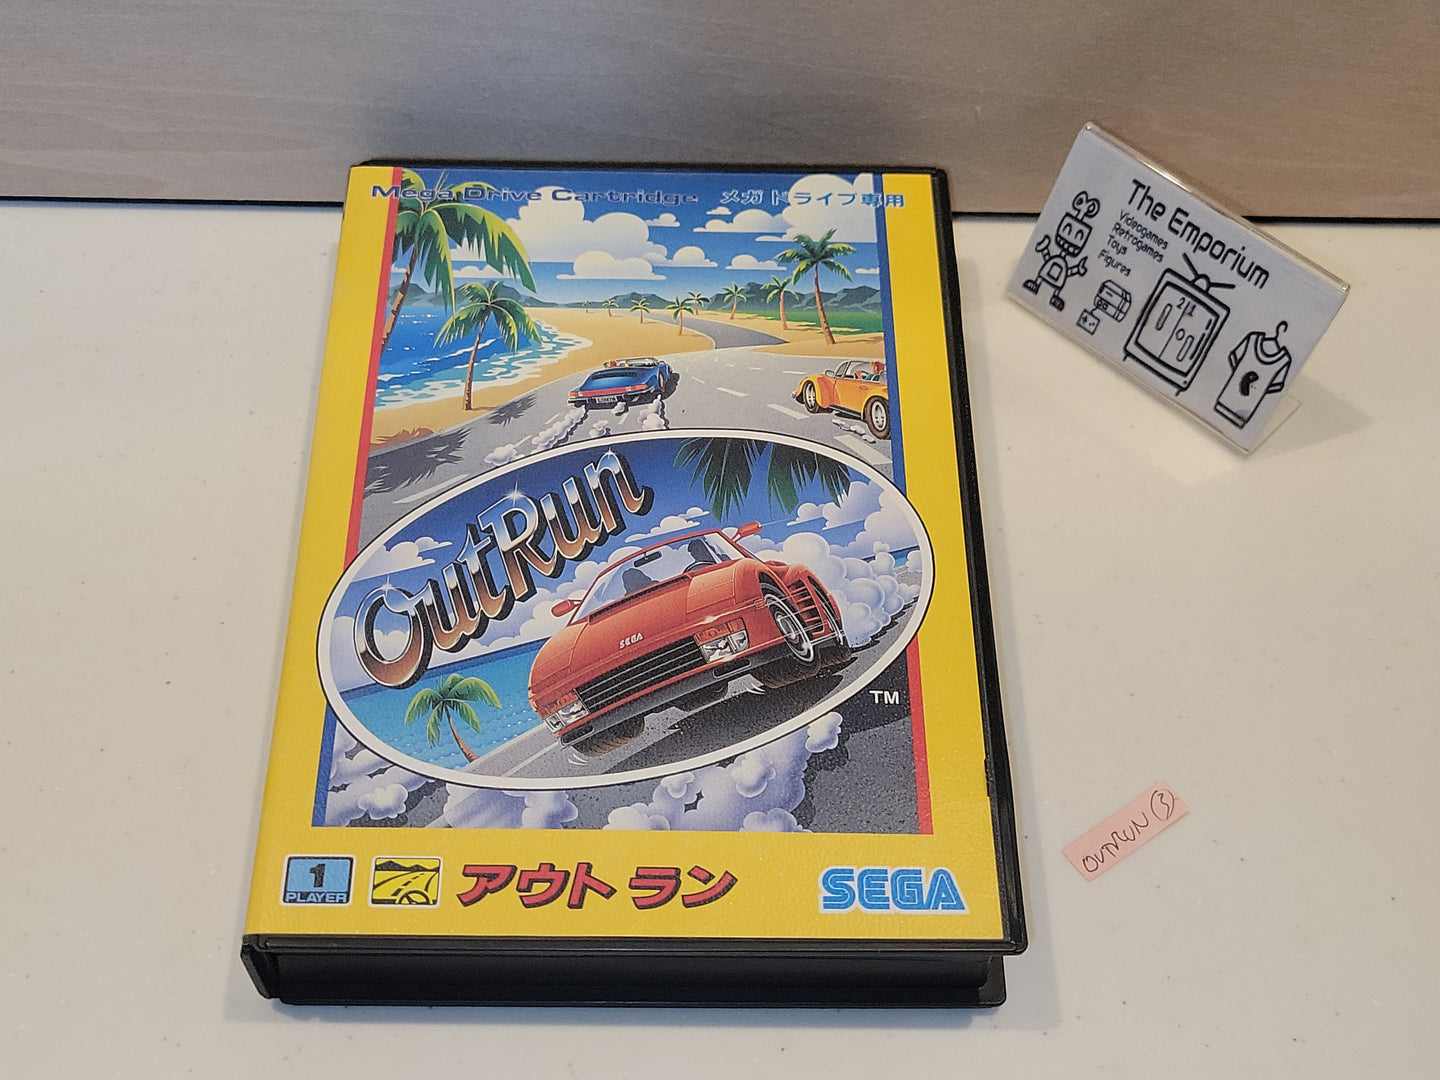 Mega Drive Cartridge メガドライブ専用
OutRun
SEGA
TM
1
PLAYER
アウトラン
SEGA
The Emporium
Videogames
Retrogames
Toys
Figures
21
OUTRUN 3